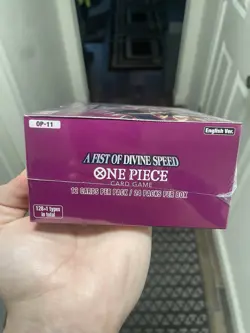 OP-11
English Ver.
A FIST OF DIVINE SPEED
ONE PIECE
CARD GAME
12 CARDS PER PACK / 24 PACKS PER BOX
126+1 types
in total